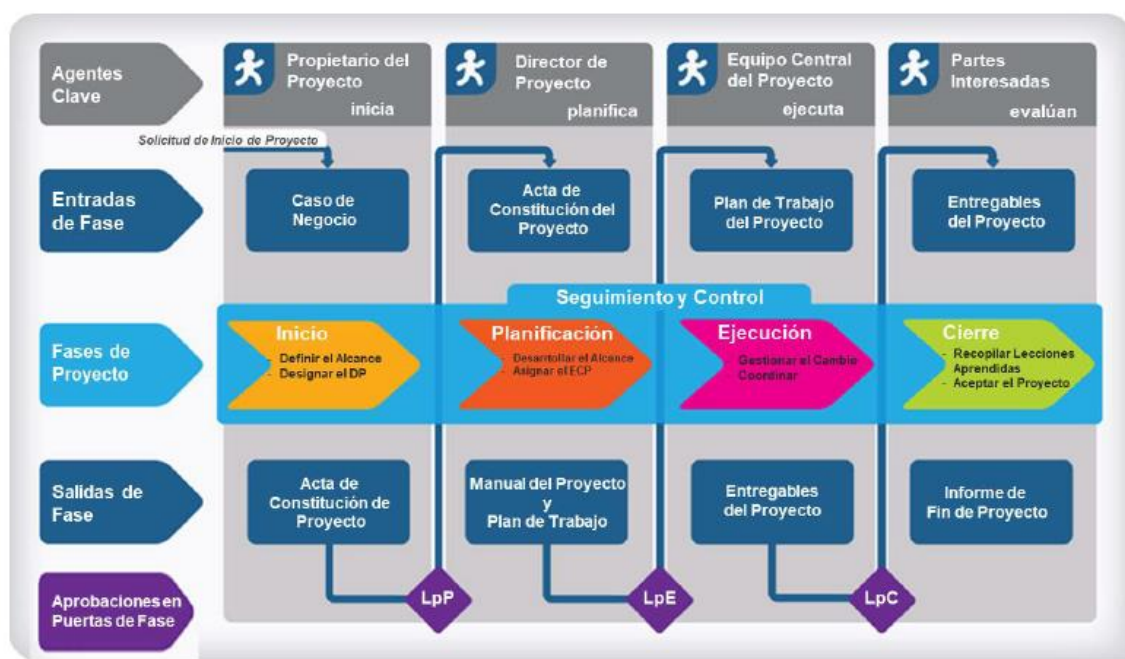 Agentes
Clave
Propietario del
Proyecto
inicia
Director de
Proyecto
planifica
Equipo Central
del Proyecto
ejecuta
Partes
Interesadas
evalúan
Solicitud de Inicio de Proyecto
Entradas
de Fase
Caso de
Negocio
Acta de
Constitución del
Proyecto
Plan de Trabajo
del Proyecto
Entregables
del Proyecto
Seguimiento y Control
Fases de
Proyecto
Inicio
- Definir el Alcance
- Designar el DP
Planificación
- Desarrollar el Alcance
- Asignar el ECP
Ejecución
- Gestionar el Cambio
- Coordinar
Cierre
- Recopilar Lecciones
Aprendidas
- Aceptar el Proyecto
Salidas de
Fase
Acta de
Constitución de
Proyecto
Manual del Proyecto
y
Plan de Trabajo
Entregables
del Proyecto
Informe de
Fin de Proyecto
Aprobaciones en
Puertas de Fase
LpP
LpE
LpC